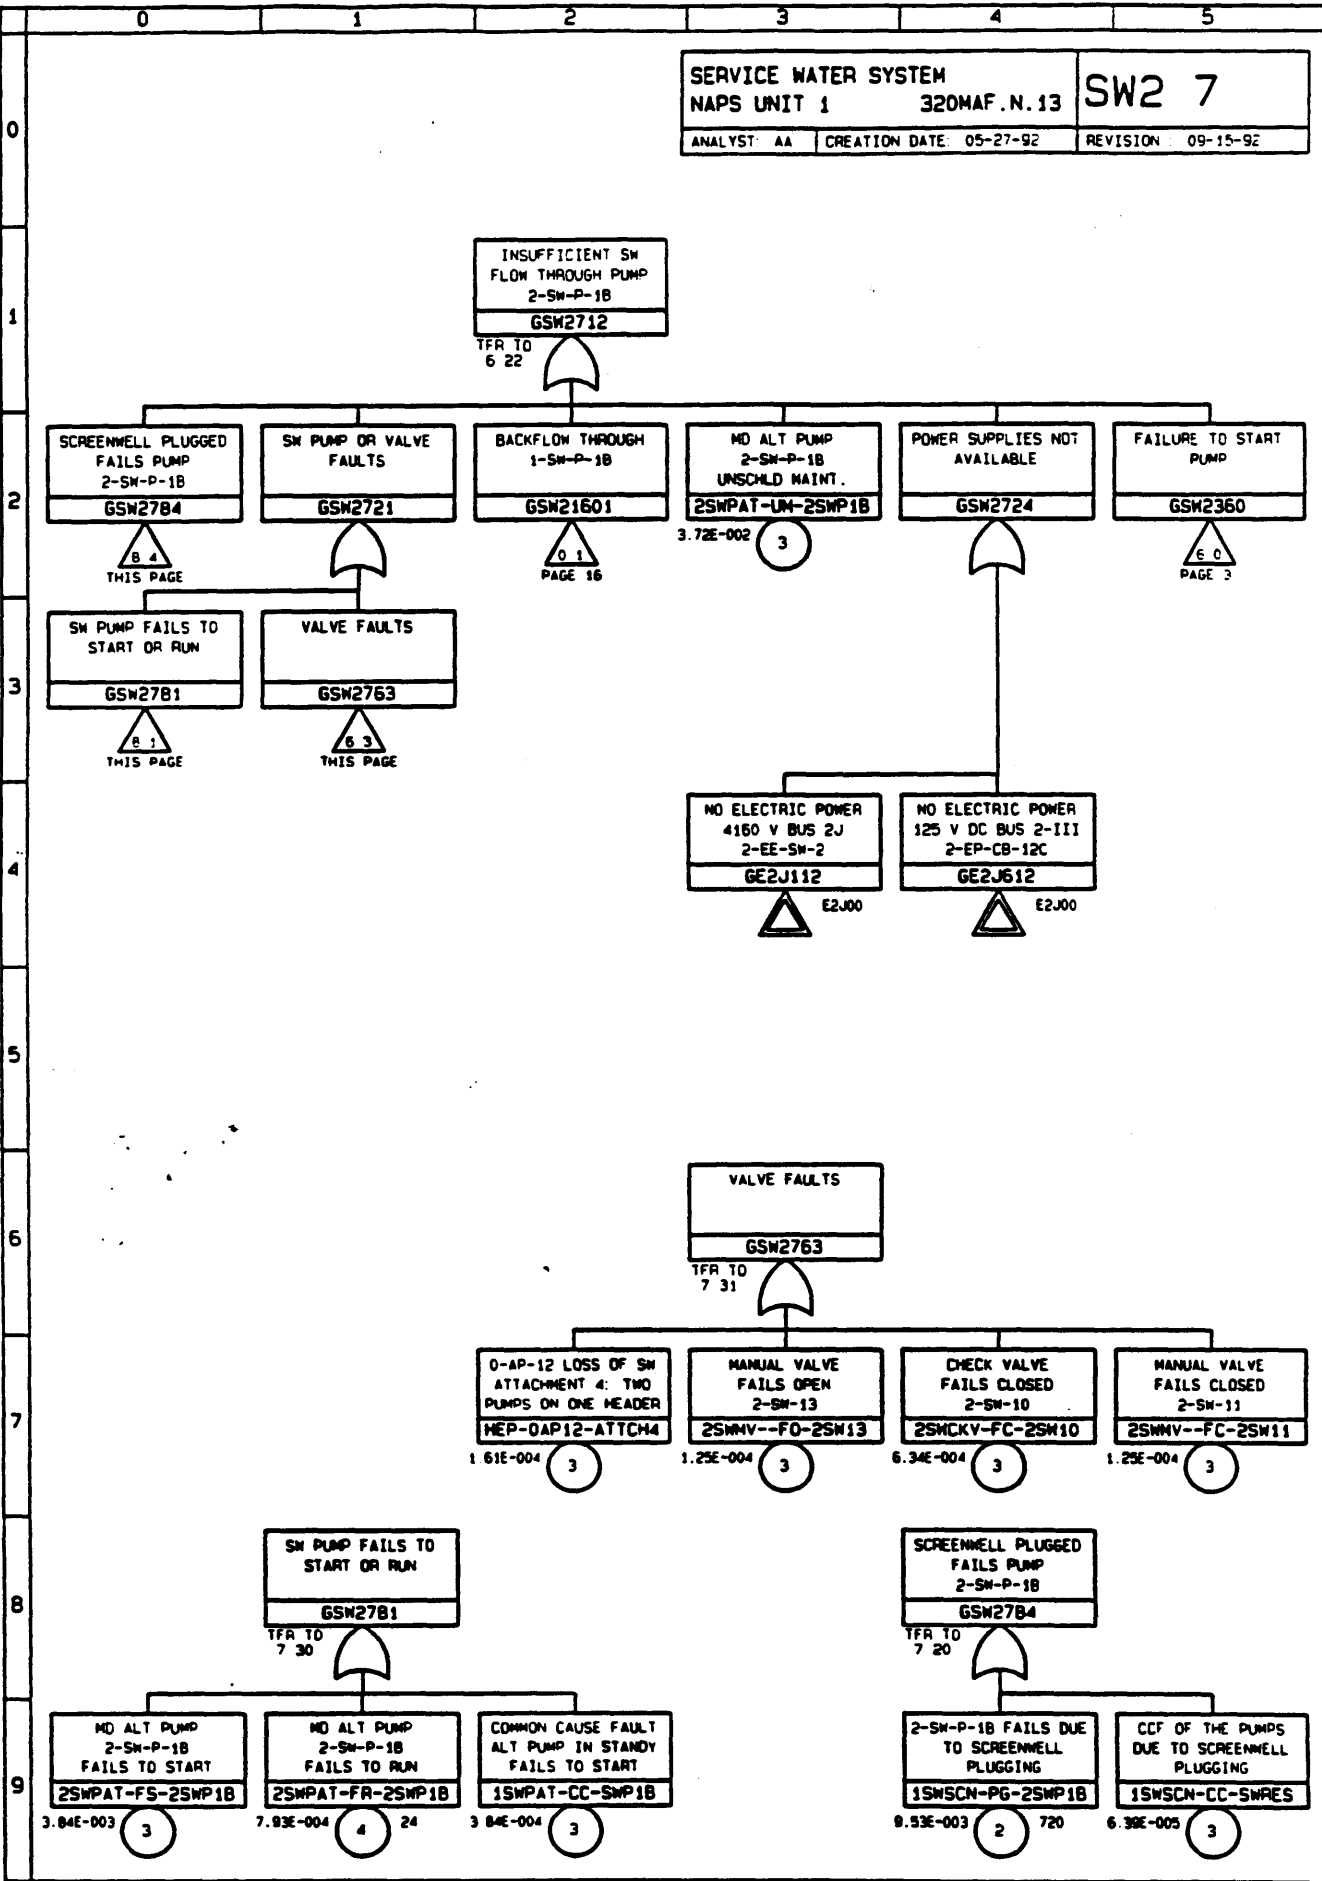 0 1 2 3 4 5
SERVICE WATER SYSTEM
NAPS UNIT 1 320MAF.N.13
SW2 7
ANALYST: AA CREATION DATE: 05-27-92 REVISION : 09-15-92
0
INSUFFICIENT SW
FLOW THROUGH PUMP
2-SW-P-1B
GSW2712
TFR TO
6 22
1
SCREENWELL PLUGGED
FAILS PUMP
2-SW-P-1B
GSW27B4
B 4
THIS PAGE
SW PUMP OR VALVE
FAULTS
GSW2721
BACKFLOW THROUGH
1-SW-P-1B
GSW21601
0 1
PAGE 16
MD ALT PUMP
2-SW-P-1B
UNSCHLD MAINT.
2SWPAT-UM-2SWP1B
3.72E-002
3
POWER SUPPLIES NOT
AVAILABLE
GSW2724
FAILURE TO START
PUMP
GSW2360
6 0
PAGE 3
2
SW PUMP FAILS TO
START OR RUN
GSW27B1
8 1
THIS PAGE
VALVE FAULTS
GSW2763
6 3
THIS PAGE
3
NO ELECTRIC POWER
4160 V BUS 2J
2-EE-SW-2
GE2J112
E2J00
NO ELECTRIC POWER
125 V DC BUS 2-III
2-EP-CB-12C
GE2J612
E2J00
4
5
VALVE FAULTS
GSW2763
TFR TO
7 31
6
0-AP-12 LOSS OF SW
ATTACHMENT 4: TWO
PUMPS ON ONE HEADER
HEP-0AP12-ATTCH4
1.61E-004
3
MANUAL VALVE
FAILS OPEN
2-SW-13
2SWMV--FO-2SW13
1.25E-004
3
CHECK VALVE
FAILS CLOSED
2-SW-10
2SWCKV-FC-2SW10
6.34E-004
3
MANUAL VALVE
FAILS CLOSED
2-SW-11
2SWMV--FC-2SW11
1.25E-004
3
7
SW PUMP FAILS TO
START OR RUN
GSW27B1
TFR TO
7 30
SCREENWELL PLUGGED
FAILS PUMP
2-SW-P-1B
GSW27B4
TFR TO
7 20
8
MD ALT PUMP
2-SW-P-1B
FAILS TO START
2SWPAT-FS-2SWP1B
3.84E-003
3
MD ALT PUMP
2-SW-P-1B
FAILS TO RUN
2SWPAT-FR-2SWP1B
7.93E-004
4
24
COMMON CAUSE FAULT
ALT PUMP IN STANDY
FAILS TO START
1SWPAT-CC-SWP1B
3 84E-004
3
2-SW-P-1B FAILS DUE
TO SCREENWELL
PLUGGING
1SWSCN-PG-2SWP1B
9.53E-003
2
720
CCF OF THE PUMPS
DUE TO SCREENWELL
PLUGGING
1SWSCN-CC-SWRES
6.39E-005
3
9